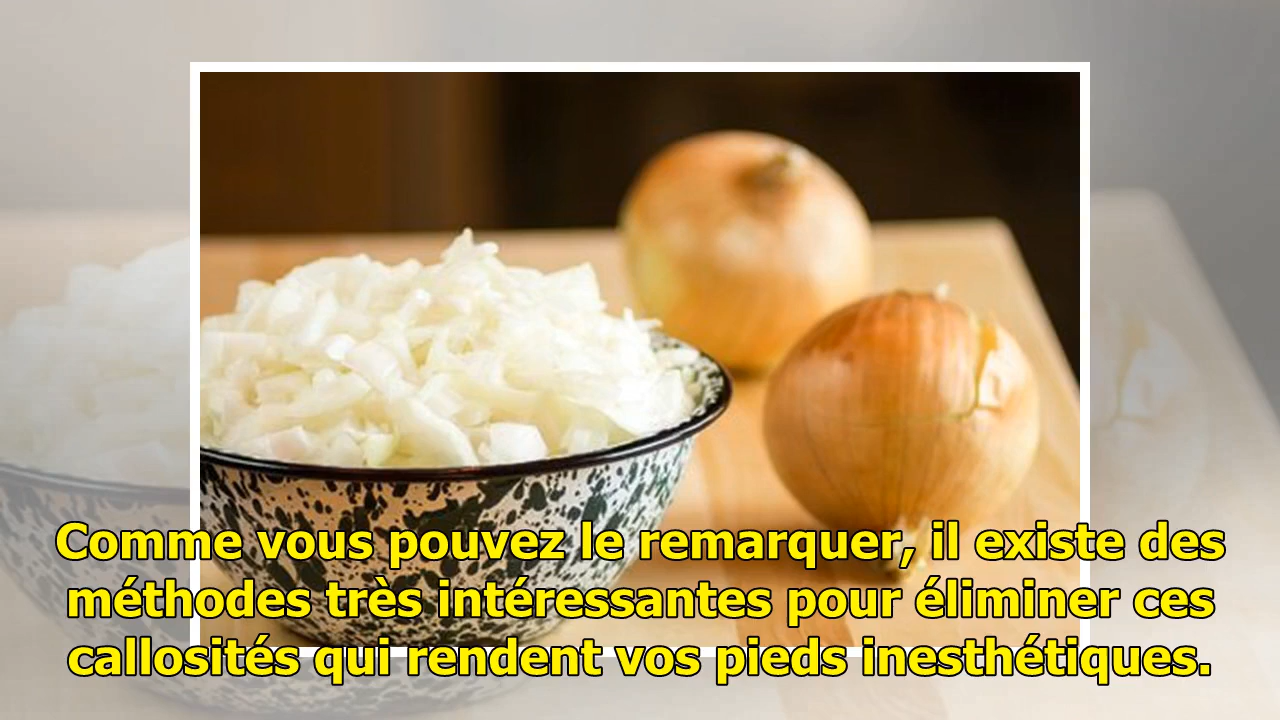 Comme vous pouvez le remarquer, il existe des
méthodes très intéressantes pour éliminer ces
callosités qui rendent vos pieds inesthétiques.